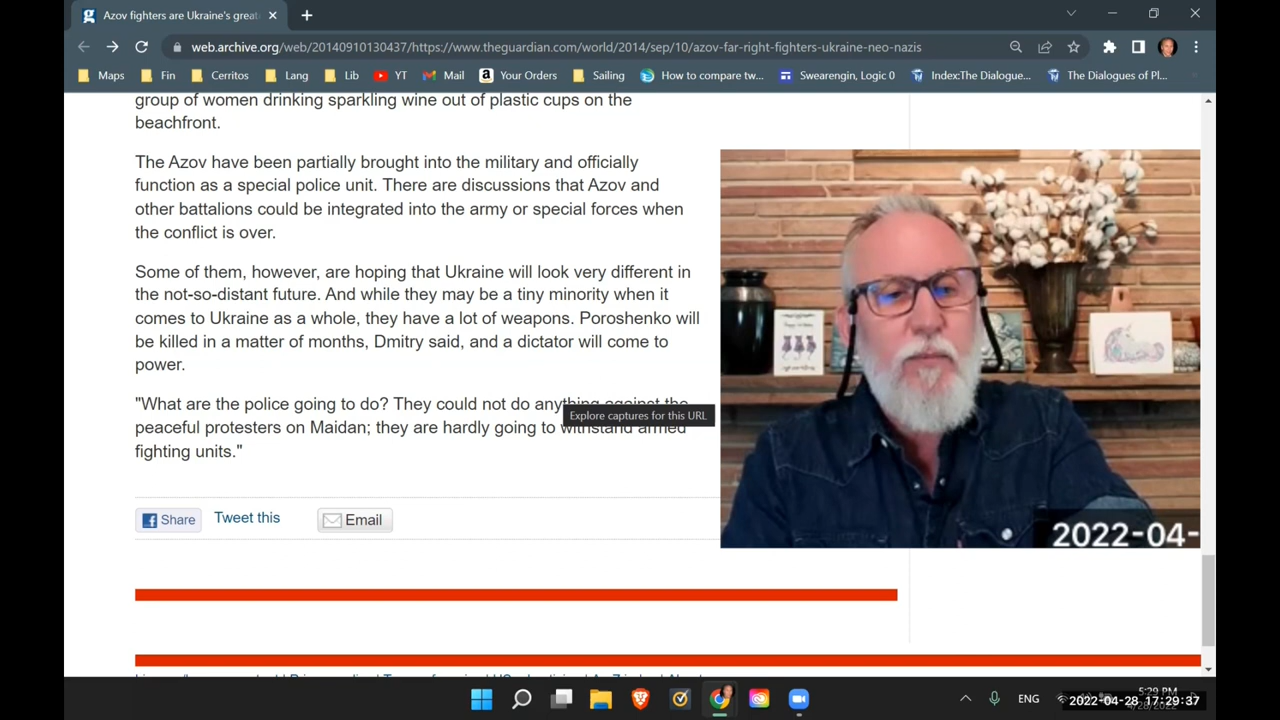 Azov fighters are Ukraine's great
web.archive.org/web/20140910130437/https://www.theguardian.com/world/2014/sep/10/azov-far-right-fighters-ukraine-neo-nazis
Maps Fin Cerritos Lang Lib YT Mail Your Orders Sailing How to compare tw... Swearengin, Logic 0 Index:The Dialogue... The Dialogues of Pl...
group of women drinking sparkling wine out of plastic cups on the
beachfront.
The Azov have been partially brought into the military and officially
function as a special police unit. There are discussions that Azov and
other battalions could be integrated into the army or special forces when
the conflict is over.
Some of them, however, are hoping that Ukraine will look very different in
the not-so-distant future. And while they may be a tiny minority when it
comes to Ukraine as a whole, they have a lot of weapons. Poroshenko will
be killed in a matter of months, Dmitry said, and a dictator will come to
power.
"What are the police going to do? They could not do anything against the
Explore captures for this URL
peaceful protesters on Maidan; they are hardly going to withstand armed
fighting units."
Share Tweet this Email
2022-04-
ENG
5:29 PM
2022-04-28 17:29:37